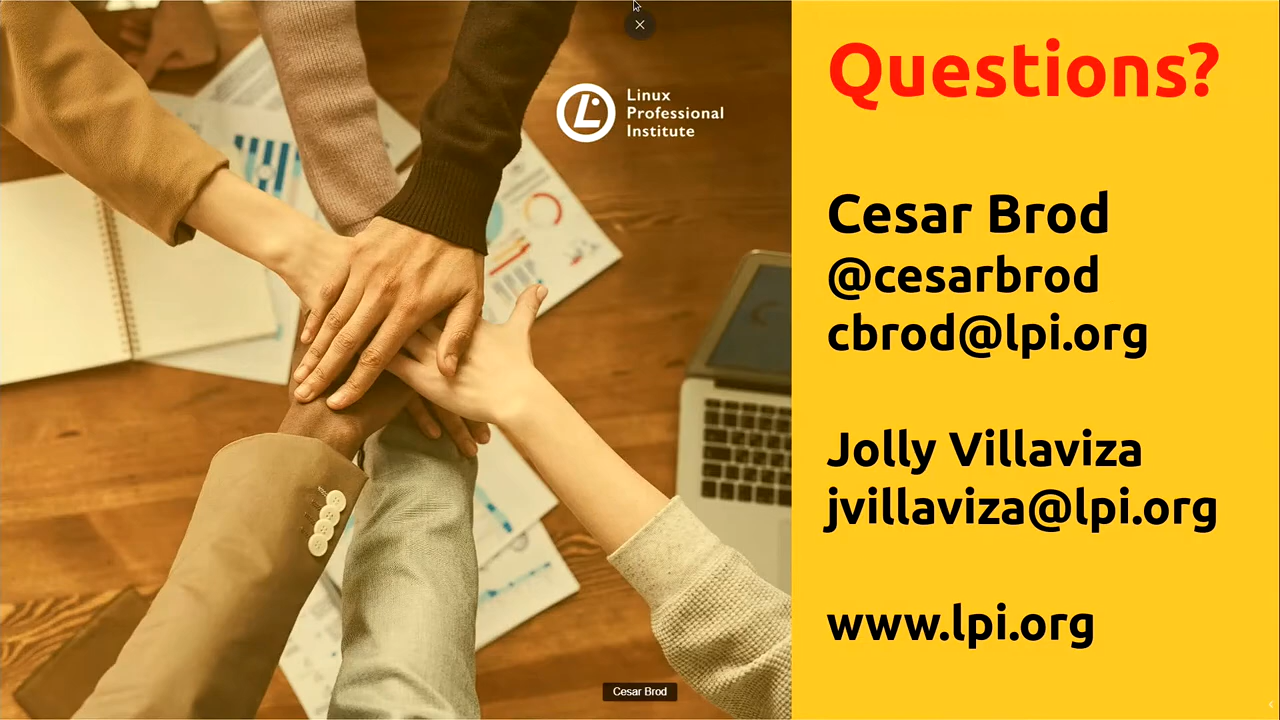 Linux
Professional
Institute
Questions?
Cesar Brod
@cesarbrod
cbrod@lpi.org
Jolly Villaviza
jvillaviza@lpi.org
www.lpi.org
Cesar Brod